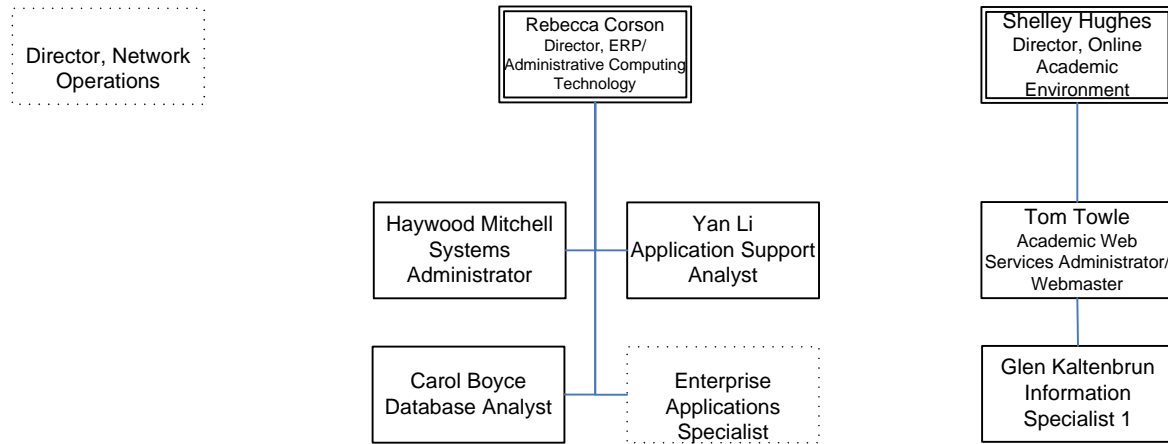 Director, Network
Operations
Rebecca Corson
Director, ERP/
Administrative Computing
Technology
Shelley Hughes
Director, Online
Academic
Environment
Haywood Mitchell
Systems
Administrator
Yan Li
Application Support
Analyst
Tom Towle
Academic Web
Services Administrator/
Webmaster
Carol Boyce
Database Analyst
Enterprise
Applications
Specialist
Glen Kaltenbrun
Information
Specialist 1